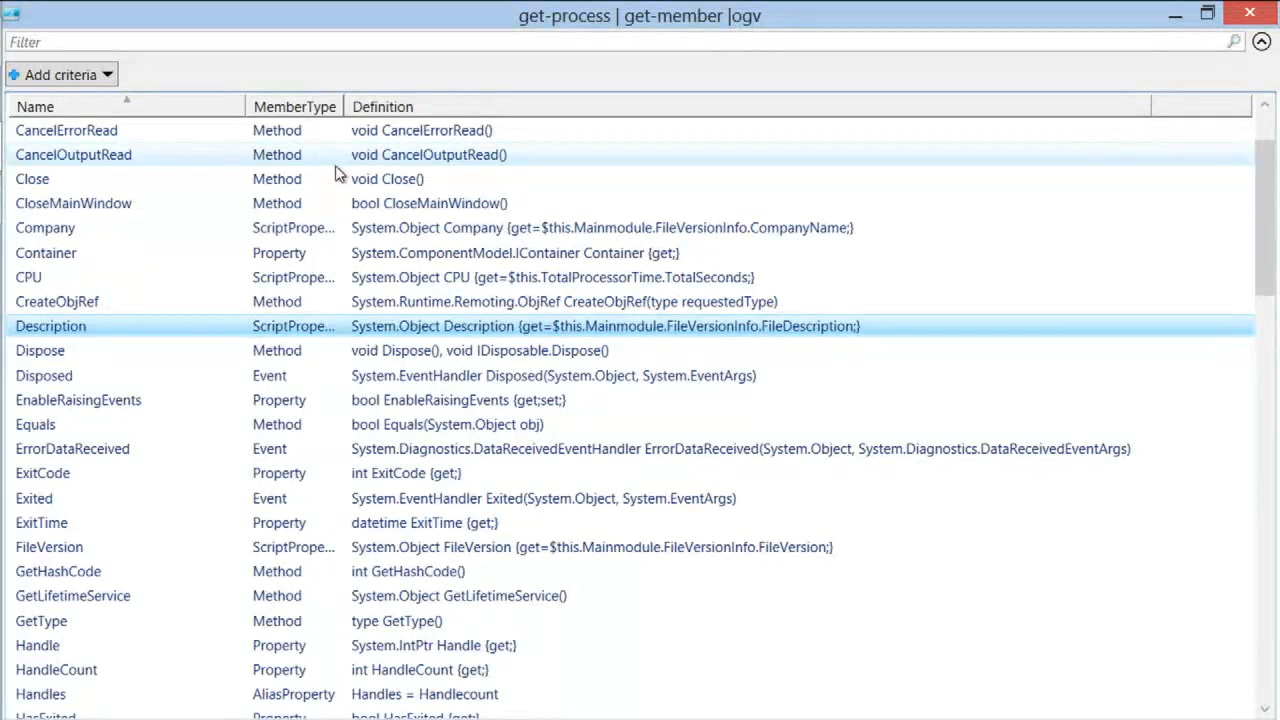 get-process | get-member |ogv
Filter
Add criteria
Name MemberType Definition
CancelErrorRead Method void CancelErrorRead()
CancelOutputRead Method void CancelOutputRead()
Close Method void Close()
CloseMainWindow Method bool CloseMainWindow()
Company ScriptPrope... System.Object Company {get=$this.Mainmodule.FileVersionInfo.CompanyName;}
Container Property System.ComponentModel.IContainer Container {get;}
CPU ScriptPrope... System.Object CPU {get=$this.TotalProcessorTime.TotalSeconds;}
CreateObjRef Method System.Runtime.Remoting.ObjRef CreateObjRef(type requestedType)
Description ScriptPrope... System.Object Description {get=$this.Mainmodule.FileVersionInfo.FileDescription;}
Dispose Method void Dispose(), void IDisposable.Dispose()
Disposed Event System.EventHandler Disposed(System.Object, System.EventArgs)
EnableRaisingEvents Property bool EnableRaisingEvents {get;set;}
Equals Method bool Equals(System.Object obj)
ErrorDataReceived Event System.Diagnostics.DataReceivedEventHandler ErrorDataReceived(System.Object, System.Diagnostics.DataReceivedEventArgs)
ExitCode Property int ExitCode {get;}
Exited Event System.EventHandler Exited(System.Object, System.EventArgs)
ExitTime Property datetime ExitTime {get;}
FileVersion ScriptPrope... System.Object FileVersion {get=$this.Mainmodule.FileVersionInfo.FileVersion;}
GetHashCode Method int GetHashCode()
GetLifetimeService Method System.Object GetLifetimeService()
GetType Method type GetType()
Handle Property System.IntPtr Handle {get;}
HandleCount Property int HandleCount {get;}
Handles AliasProperty Handles = Handlecount
HasExited Property bool HasExited {get;}